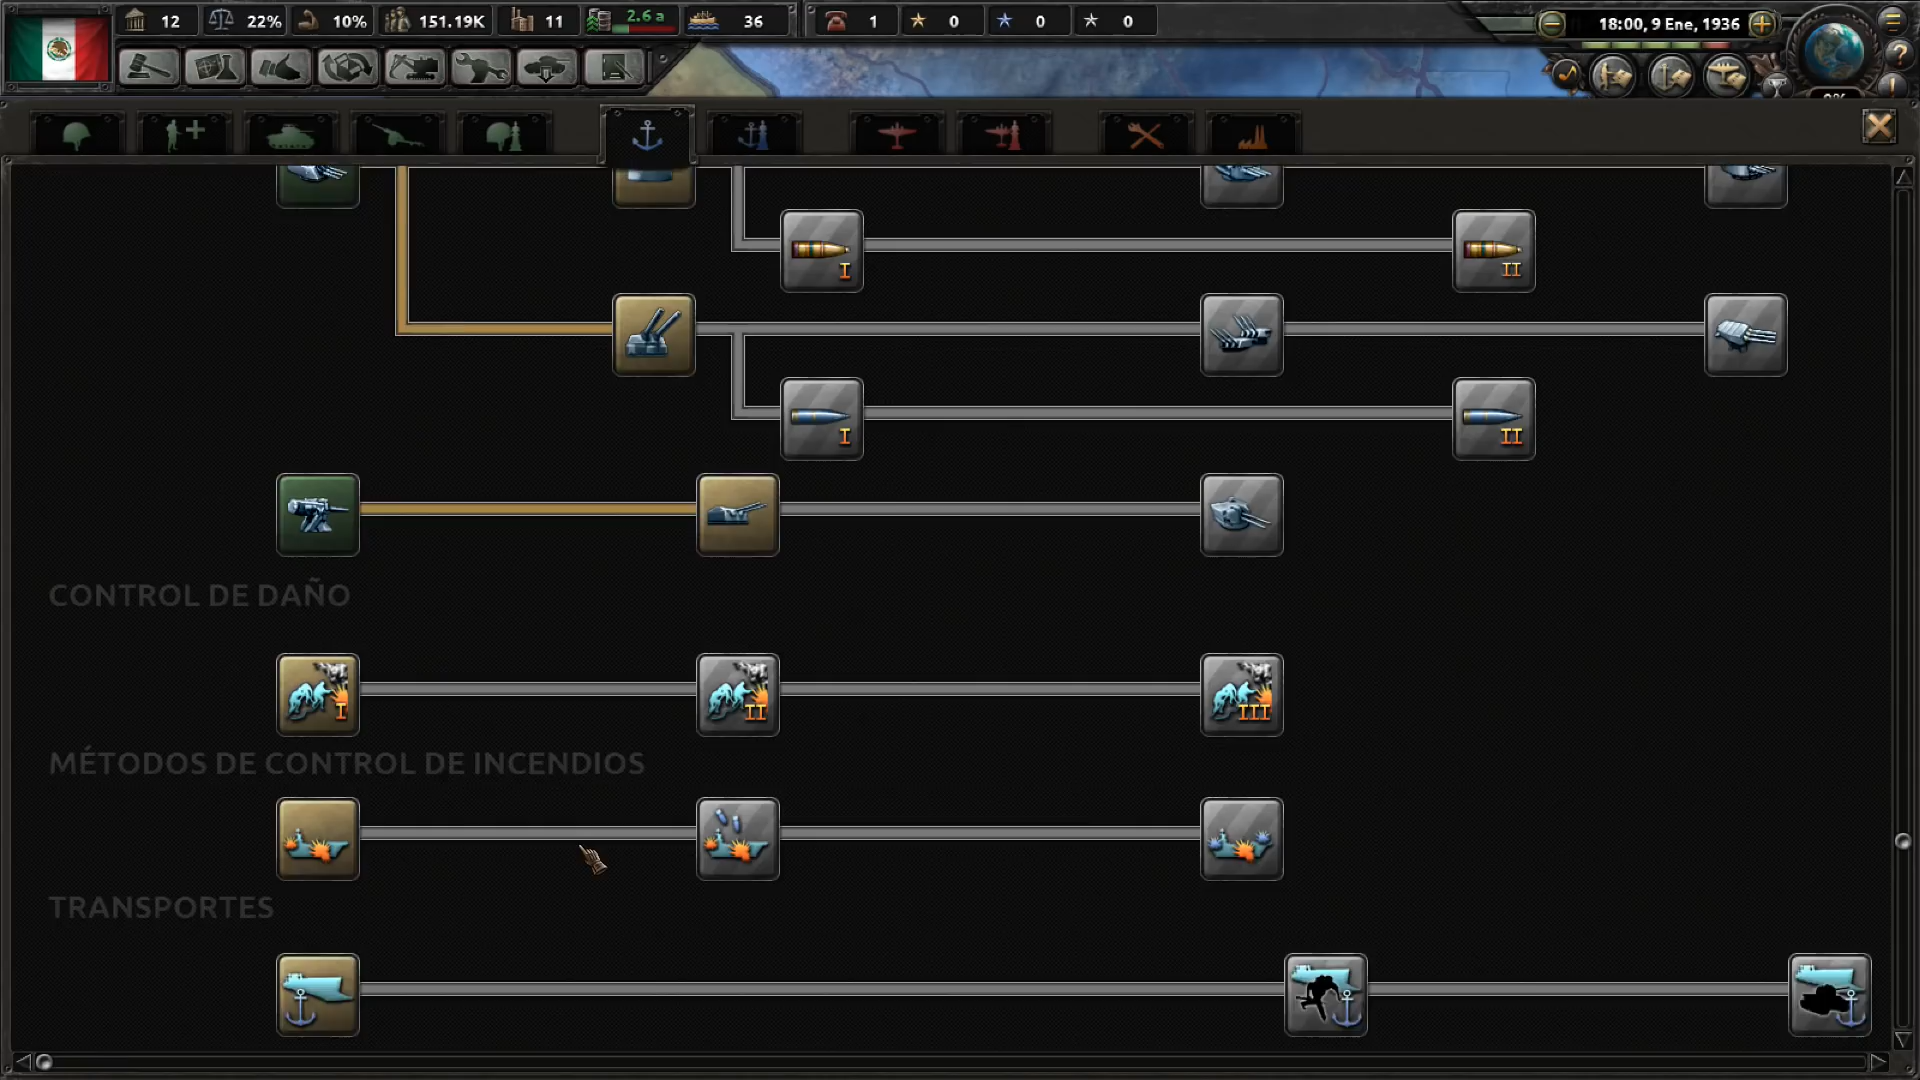 12 22% 10% 151.19K 11 2.6 a 36 1 0 0 0 18:00, 9 Ene, 1936
I II
I II
CONTROL DE DAÑO
I II III
MÉTODOS DE CONTROL DE INCENDIOS
TRANSPORTES